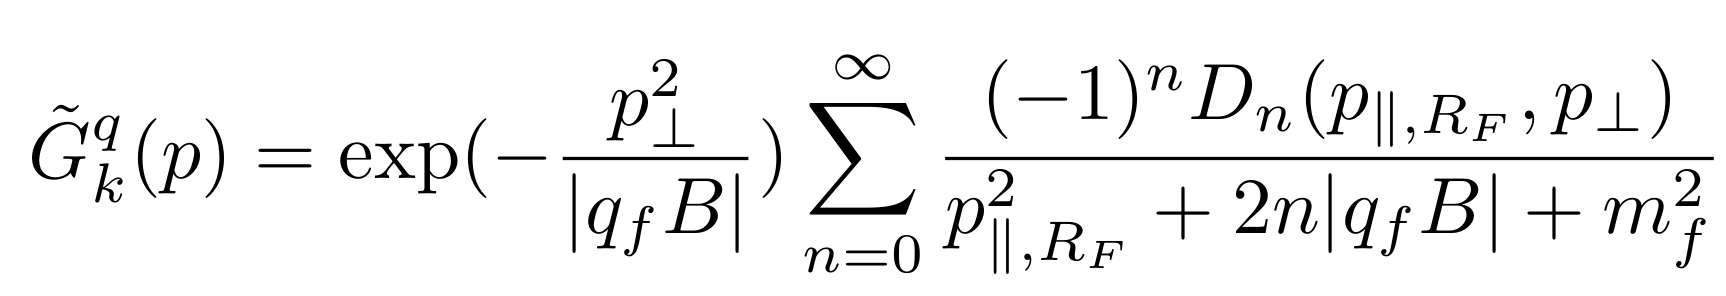 \tilde{G}_k^q(p) = \exp(-\frac{p_\perp^2}{|q_f B|}) \sum_{n=0}^{\infty} \frac{(-1)^n D_n(p_{\parallel,R_F}, p_\perp)}{p_{\parallel,R_F}^2 + 2n|q_f B| + m_f^2}